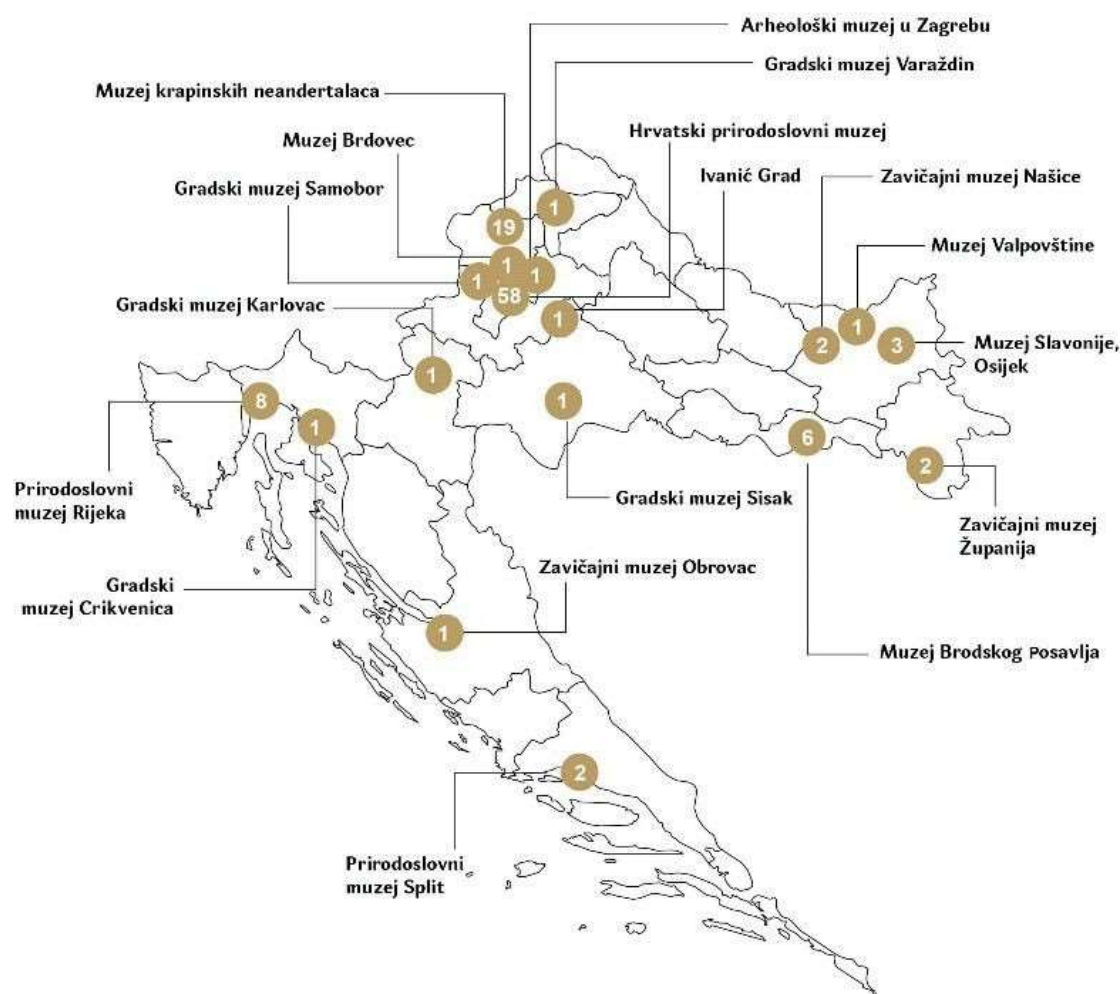 Arheološki muzej u Zagrebu
Gradski muzej Varaždin
Muzej krapinskih neandertalaca
Hrvatski prirodoslovni muzej
Muzej Brdovec
Ivanić Grad
Zavičajni muzej Našice
Gradski muzej Samobor
1
19
Muzej Valpovštine
1
1
1
58
Gradski muzej Karlovac
1
1
2
3
Muzej Slavonije,
Osijek
1
8
1
1
6
2
Prirodoslovni
muzej Rijeka
Gradski muzej Sisak
Zavičajni muzej
Županija
Gradski
muzej Crikvenica
Zavičajni muzej Obrovac
1
Muzej Brodskog Posavlja
2
Prirodoslovni
muzej Split